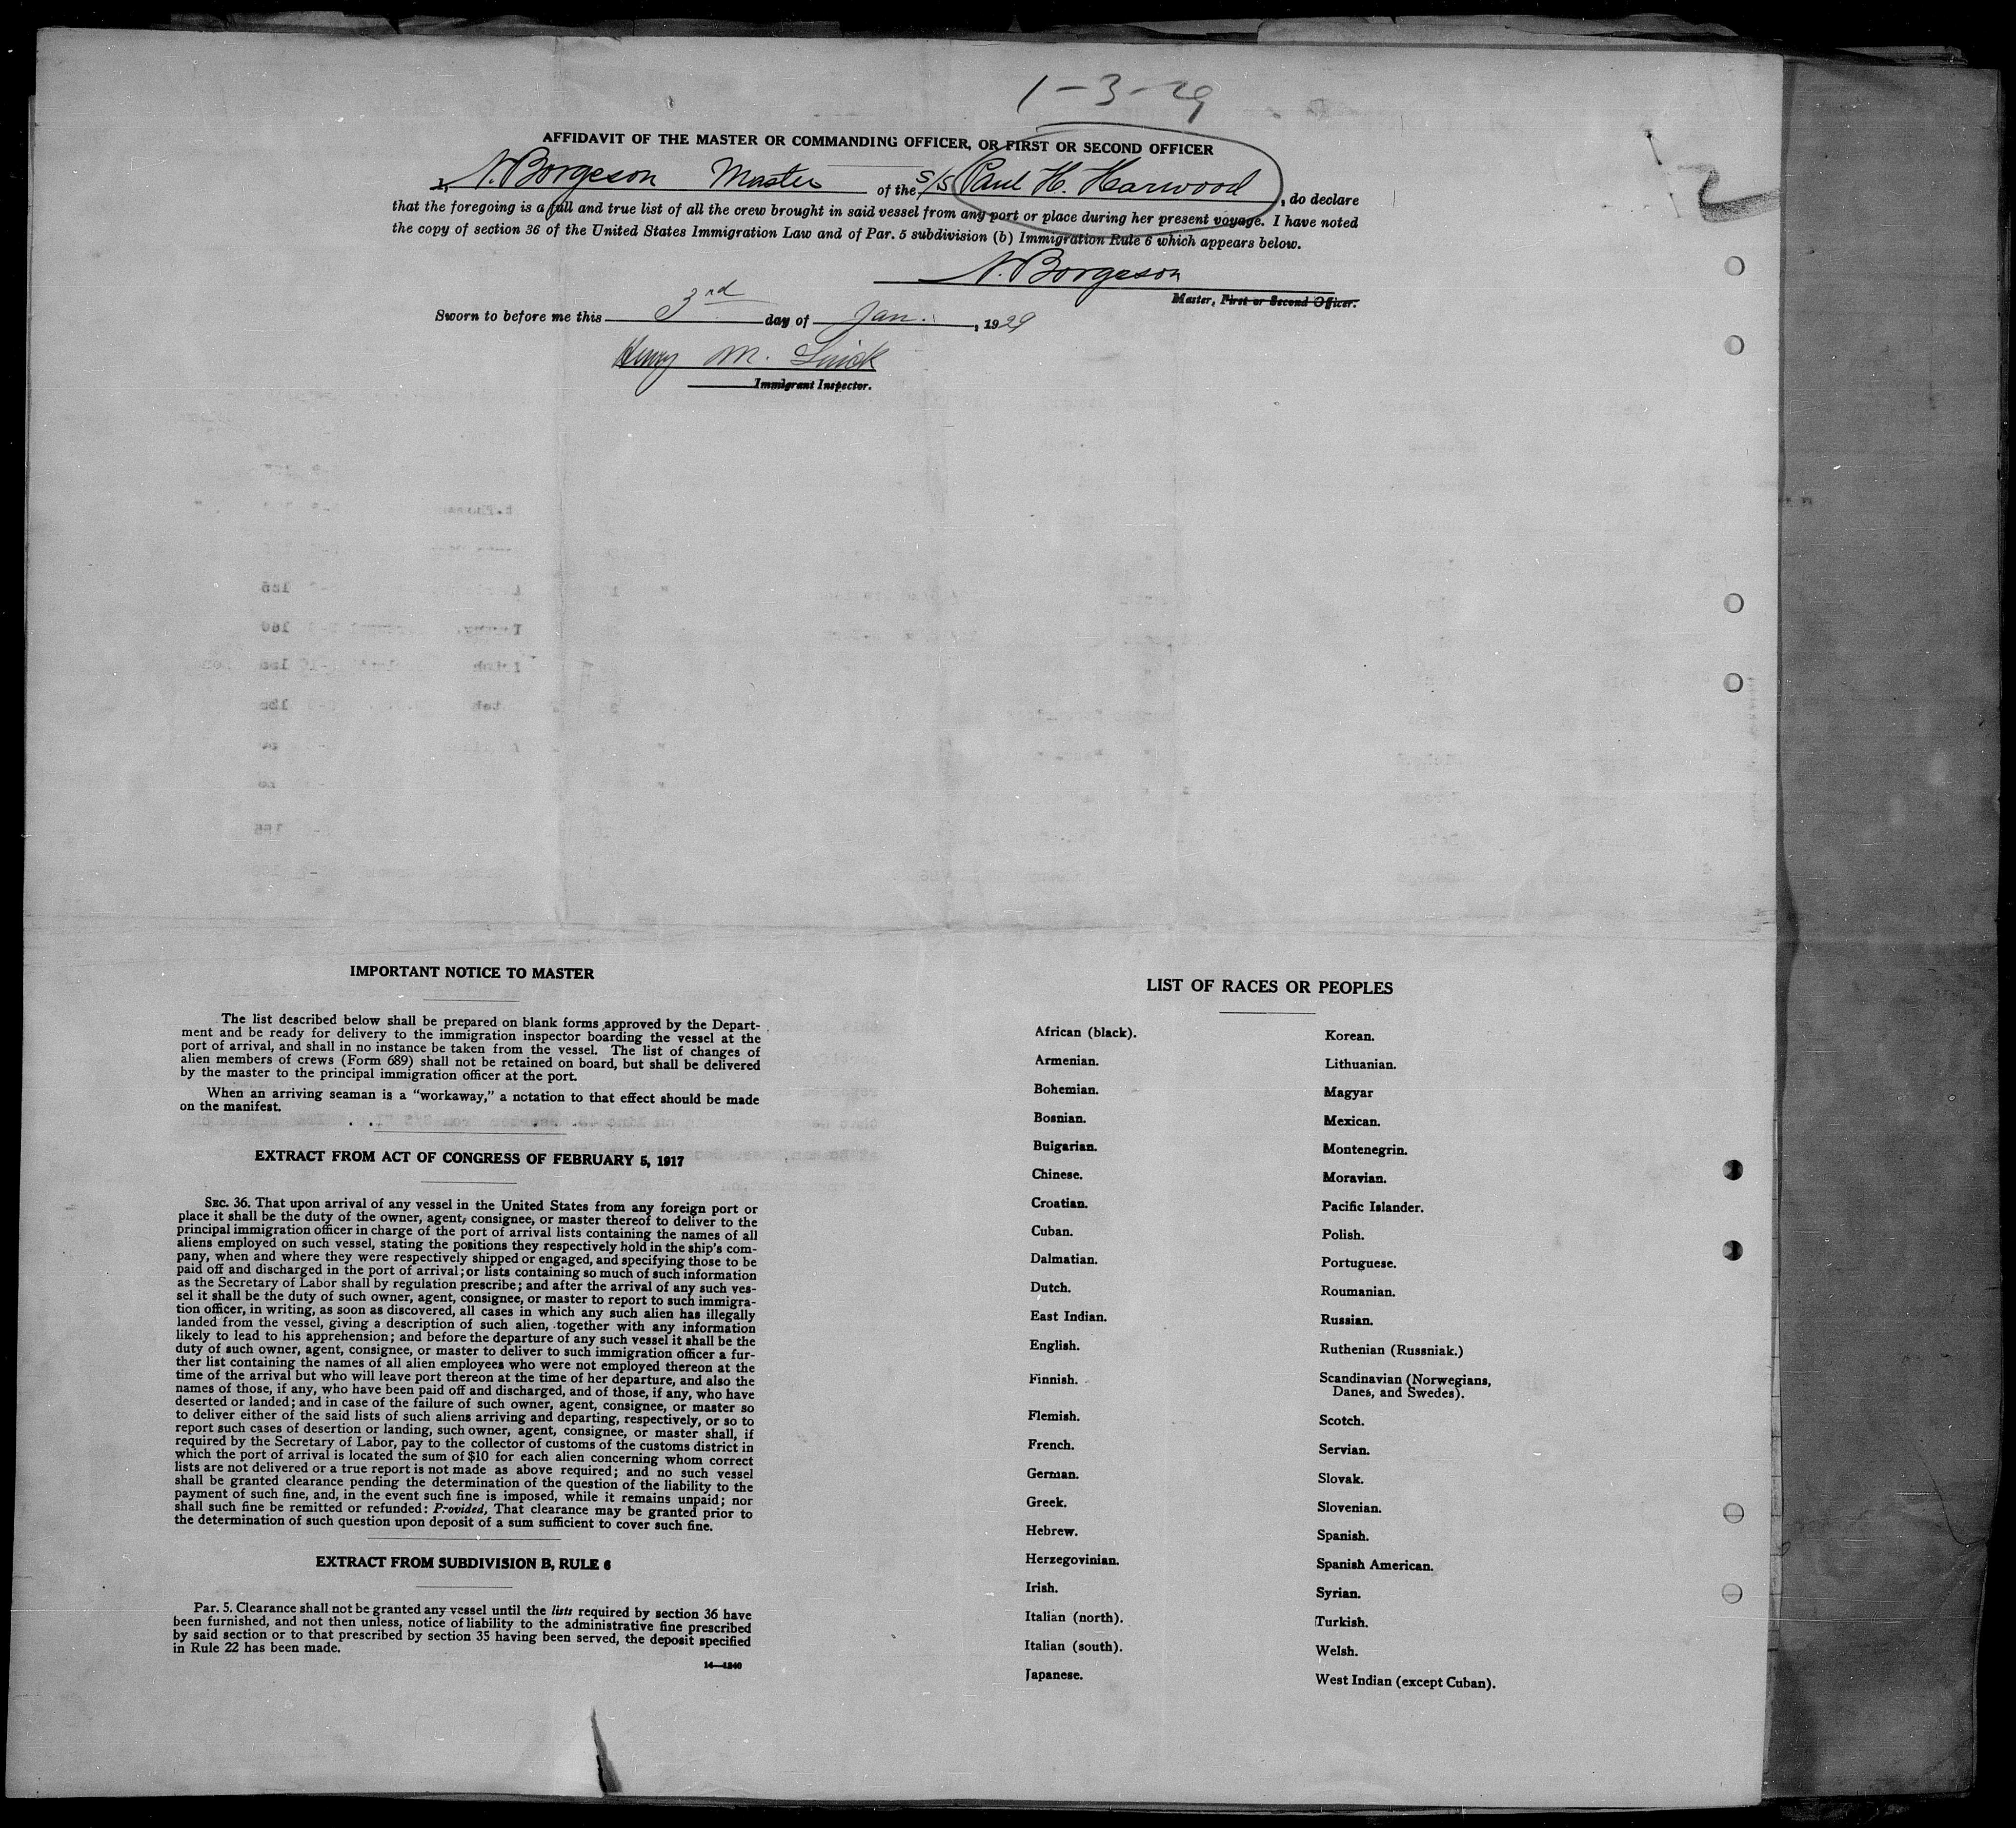 1-3-29
AFFIDAVIT OF THE MASTER OR COMMANDING OFFICER, OR FIRST OR SECOND OFFICER
I, N. Borgeson Master of the S/S Paul H. Harwood, do declare
that the foregoing is a full and true list of all the crew brought in said vessel from any port or place during her present voyage. I have noted
the copy of section 36 of the United States Immigration Law and of Par. 5 subdivision (b) Immigration Rule 6 which appears below.
N. Borgeson
Master, First or Second Officer.
Sworn to before me this 3rd day of Jan., 1929
Henry M.
Immigrant Inspector.
IMPORTANT NOTICE TO MASTER
The list described below shall be prepared on blank forms approved by the Depart-
ment and be ready for delivery to the immigration inspector boarding the vessel at the
port of arrival, and shall in no instance be taken from the vessel. The list of changes of
alien members of crews (Form 689) shall not be retained on board, but shall be delivered
by the master to the principal immigration officer at the port.
When an arriving seaman is a "workaway," a notation to that effect should be made
on the manifest.
EXTRACT FROM ACT OF CONGRESS OF FEBRUARY 5, 1917
SEC. 36. That upon arrival of any vessel in the United States from any foreign port or
place it shall be the duty of the owner, agent, consignee, or master thereof to deliver to the
principal immigration officer in charge of the port of arrival lists containing the names of all
aliens employed on such vessel, stating the positions they respectively hold in the ship's com-
pany, when and where they were respectively shipped or engaged, and specifying those to be
paid off and discharged in the port of arrival; or lists containing so much of such information
as the Secretary of Labor shall by regulation prescribe; and after the arrival of any such ves-
sel it shall be the duty of such owner, agent, consignee, or master to report to such immigra-
tion officer, in writing, as soon as discovered, all cases in which any such alien has illegally
landed from the vessel, giving a description of such alien, together with any information
likely to lead to his apprehension; and before the departure of any such vessel it shall be the
duty of such owner, agent, consignee, or master to deliver to such immigration officer a fur-
ther list containing the names of all alien employees who were not employed thereon at the
time of the arrival but who will leave port thereon at the time of her departure, and also the
names of those, if any, who have been paid off and discharged, and of those, if any, who have
deserted or landed; and in case of the failure of such owner, agent, consignee, or master so
to deliver either of the said lists of such aliens arriving and departing, respectively, or so to
report such cases of desertion or landing, such owner, agent, consignee, or master shall, if
required by the Secretary of Labor, pay to the collector of customs of the customs district in
which the port of arrival is located the sum of $10 for each alien concerning whom correct
lists are not delivered or a true report is not made as above required; and no such vessel
shall be granted clearance pending the determination of the question of the liability to the
payment of such fine, and, in the event such fine is imposed, while it remains unpaid; nor
shall such fine be remitted or refunded: Provided, That clearance may be granted prior to
the determination of such question upon deposit of a sum sufficient to cover such fine.
EXTRACT FROM SUBDIVISION B, RULE 6
Par. 5. Clearance shall not be granted any vessel until the lists required by section 36 have
been furnished, and not then unless, notice of liability to the administrative fine prescribed
by said section or to that prescribed by section 35 having been served, the deposit specified
in Rule 22 has been made.
14—1240
LIST OF RACES OR PEOPLES
African (black).
Armenian.
Bohemian.
Bosnian.
Bulgarian.
Chinese.
Croatian.
Cuban.
Dalmatian.
Dutch.
East Indian.
English.
Finnish.
Flemish.
French.
German.
Greek.
Hebrew.
Herzegovinian.
Irish.
Italian (north).
Italian (south).
Japanese.
Korean.
Lithuanian.
Magyar
Mexican.
Montenegrin.
Moravian.
Pacific Islander.
Polish.
Portuguese.
Roumanian.
Russian.
Ruthenian (Russniak.)
Scandinavian (Norwegians,
Danes, and Swedes).
Scotch.
Servian.
Slovak.
Slovenian.
Spanish.
Spanish American.
Syrian.
Turkish.
Welsh.
West Indian (except Cuban).